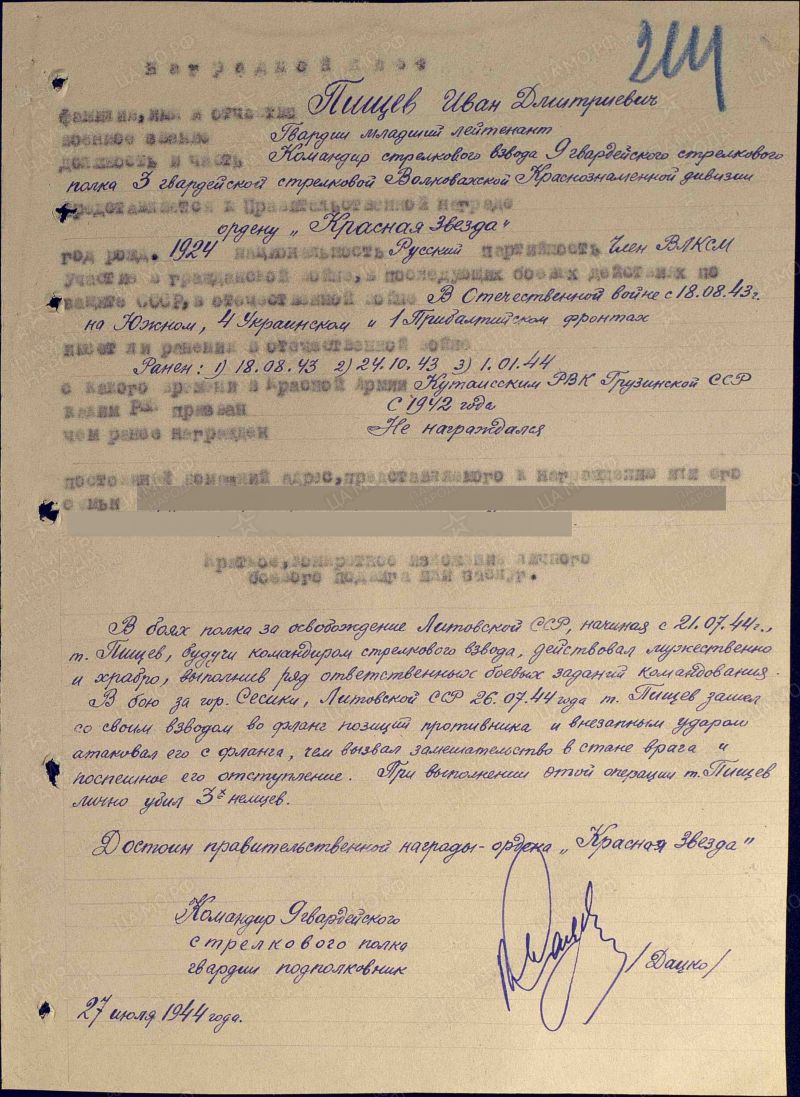 211
Наградной лист
фамилия, имя и отчество Пищев Иван Дмитриевич
военное звание Гвардии младший лейтенант
должность и часть Командир стрелкового взвода 9 гвардейского стрелкового
полка 3 гвардейской стрелковой Волновахской Краснознаменной дивизии
представляется к Правительственной награде
ордену „Красная Звезда"
год рожд. 1924 национальность Русский партийность Член ВЛКСМ
участие в гражданской войне, в последующих боевых действиях по
защите СССР, в отечественной войне В Отечественной войне с 18.08.43г.
на Южном, 4 Украинском и 1 Прибалтийском фронтах
имеет ли ранения в отечественной войне
Ранен: 1) 18.08.43 2) 24.10.43 3) 1.01.44
с какого времени в Красной Армии Кутаисским РВК Грузинской ССР
каким РВК призван С 1942 года
чем ранее награжден Не награждался
постоянный домашний адрес, представляемого к награждению или его
семьи
Краткое, конкретное изложение личного
боевого подвига или заслуг.
В боях полка за освобождение Литовской ССР, начиная с 21.07.44г.,
т. Пищев, будучи командиром стрелкового взвода, действовал мужественно
и храбро, выполнив ряд ответственных боевых заданий командования.
В бою за гор. Сесики, Литовской ССР 26.07.44 года т. Пищев зашел
со своим взводом во фланг позиций противника и внезапным ударом
атаковал его с фланга, чем вызвал замешательство в стане врага и
поспешное его отступление. При выполнении этой операции т. Пищев
лично убил 3х немцев.
Достоин правительственной награды - ордена „Красная Звезда"
Командир 9 гвардейского
стрелкового полка
гвардии подполковник /Дацко/
27 июля 1944 года.